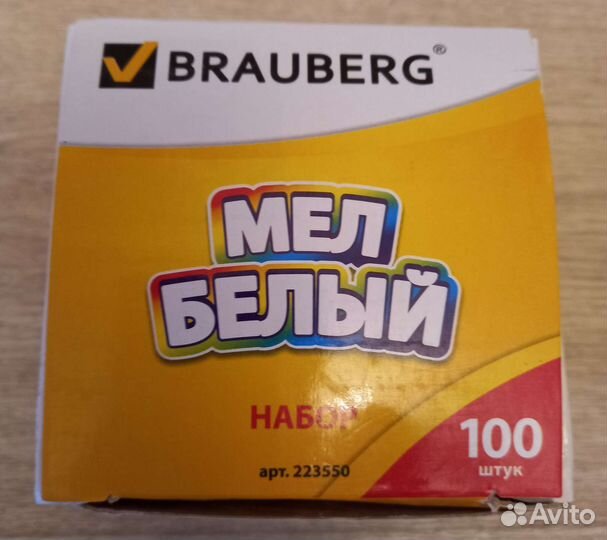 BRAUBERG®
МЕЛ
БЕЛЫЙ
НАБОР
100
штук
арт. 223550
Avito